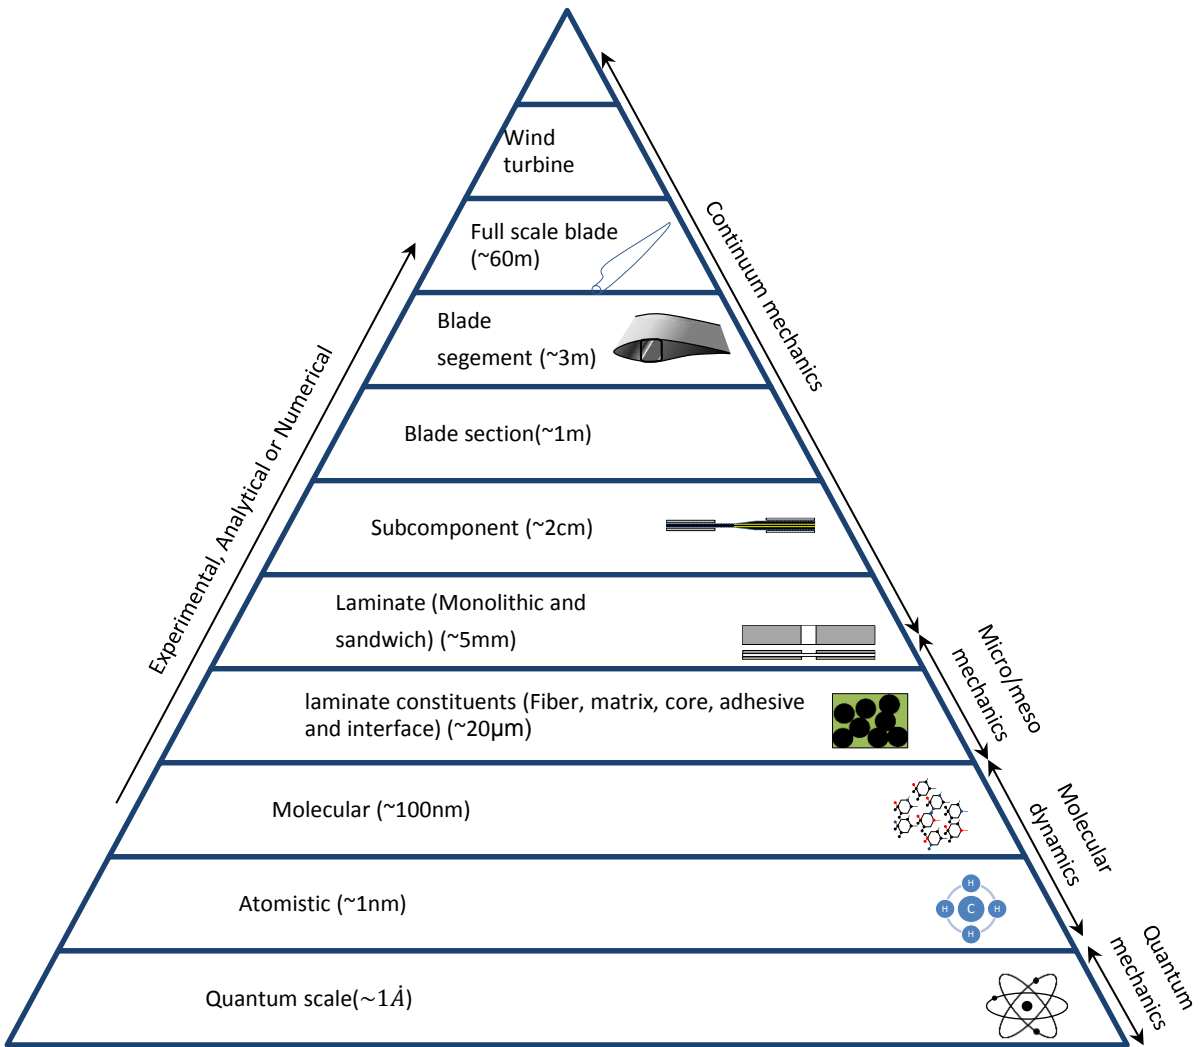 Wind
turbine
Full scale blade
(~60m)
Blade
segement (~3m)
Blade section(~1m)
Subcomponent (~2cm)
Laminate (Monolithic and
sandwich) (~5mm)
laminate constituents (Fiber, matrix, core, adhesive
and interface) (~20µm)
Molecular (~100nm)
Atomistic (~1nm)
H
H
C
H
H
Quantum scale(~1Ȧ)
Experimental, Analytical or Numerical
Continuum mechanics
Micro/meso
mechanics
Molecular
dynamics
Quantum
mechanics